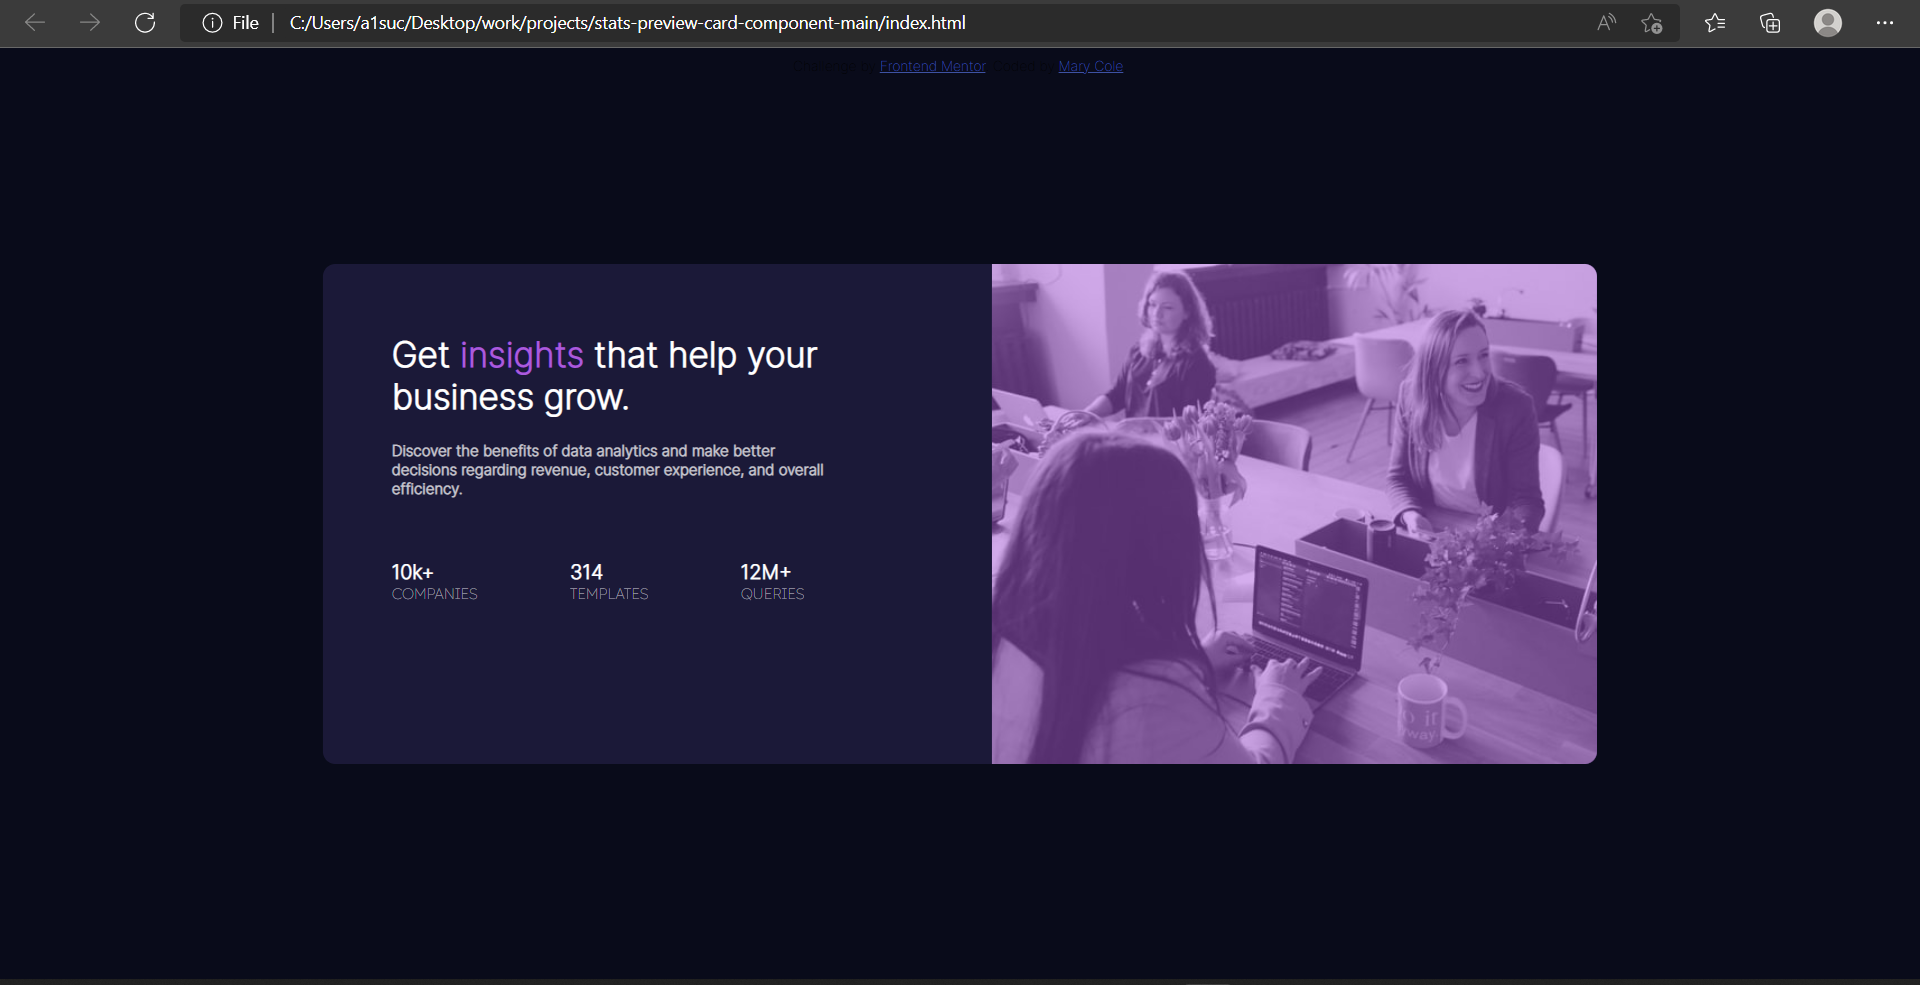 File
C:/Users/a1suc/Desktop/work/projects/stats-preview-card-component-main/index.html
Frontend Mentor Mary Cole
Get insights that help your
business grow.
Discover the benefits of data analytics and make better
decisions regarding revenue, customer experience, and overall
efficiency.
10k+ 314 12M+
COMPANIES TEMPLATES QUERIES